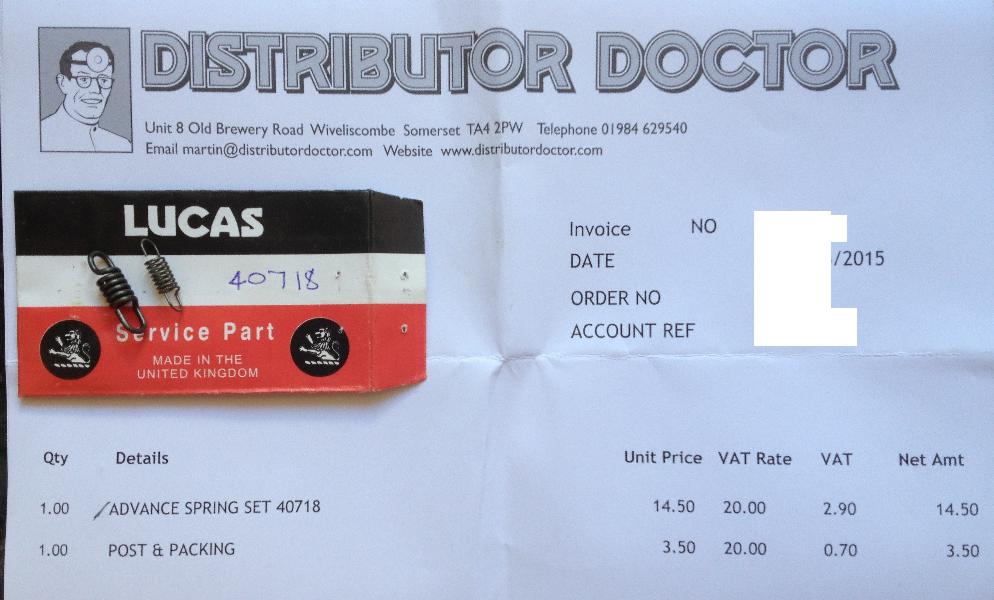 DISTRIBUTOR DOCTOR
Unit 8 Old Brewery Road Wiveliscombe Somerset TA4 2PW Telephone 01984 629540
Email martin@distributordoctor.com Website www.distributordoctor.com
LUCAS
40718
Service Part
MADE IN THE
UNITED KINGDOM
Invoice NO
DATE /2015
ORDER NO
ACCOUNT REF
Qty Details Unit Price VAT Rate VAT Net Amt
1.00 ADVANCE SPRING SET 40718 14.50 20.00 2.90 14.50
1.00 POST & PACKING 3.50 20.00 0.70 3.50